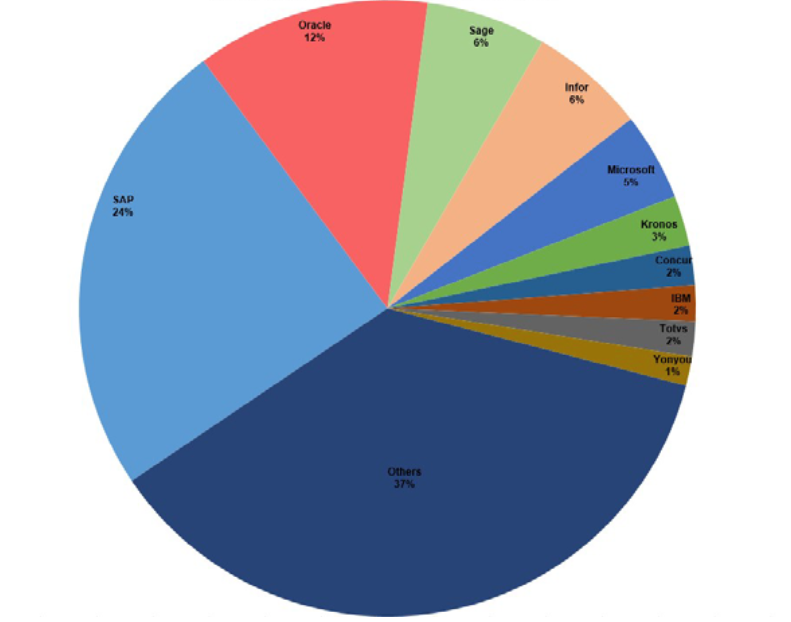 Oracle
12%
Sage
6%
Infor
6%
Microsoft
5%
Kronos
3%
Concur
2%
IBM
2%
Totvs
2%
Yonyou
1%
Others
37%
SAP
24%